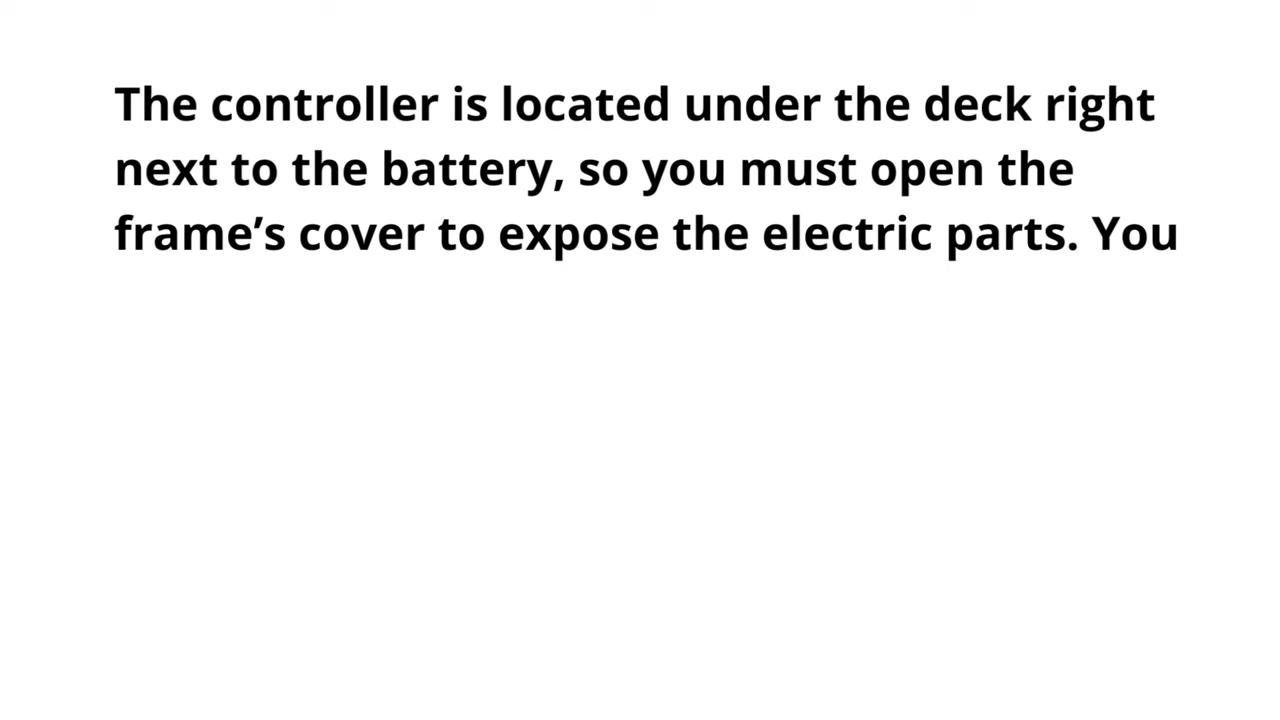 The controller is located under the deck right
next to the battery, so you must open the
frame’s cover to expose the electric parts. You